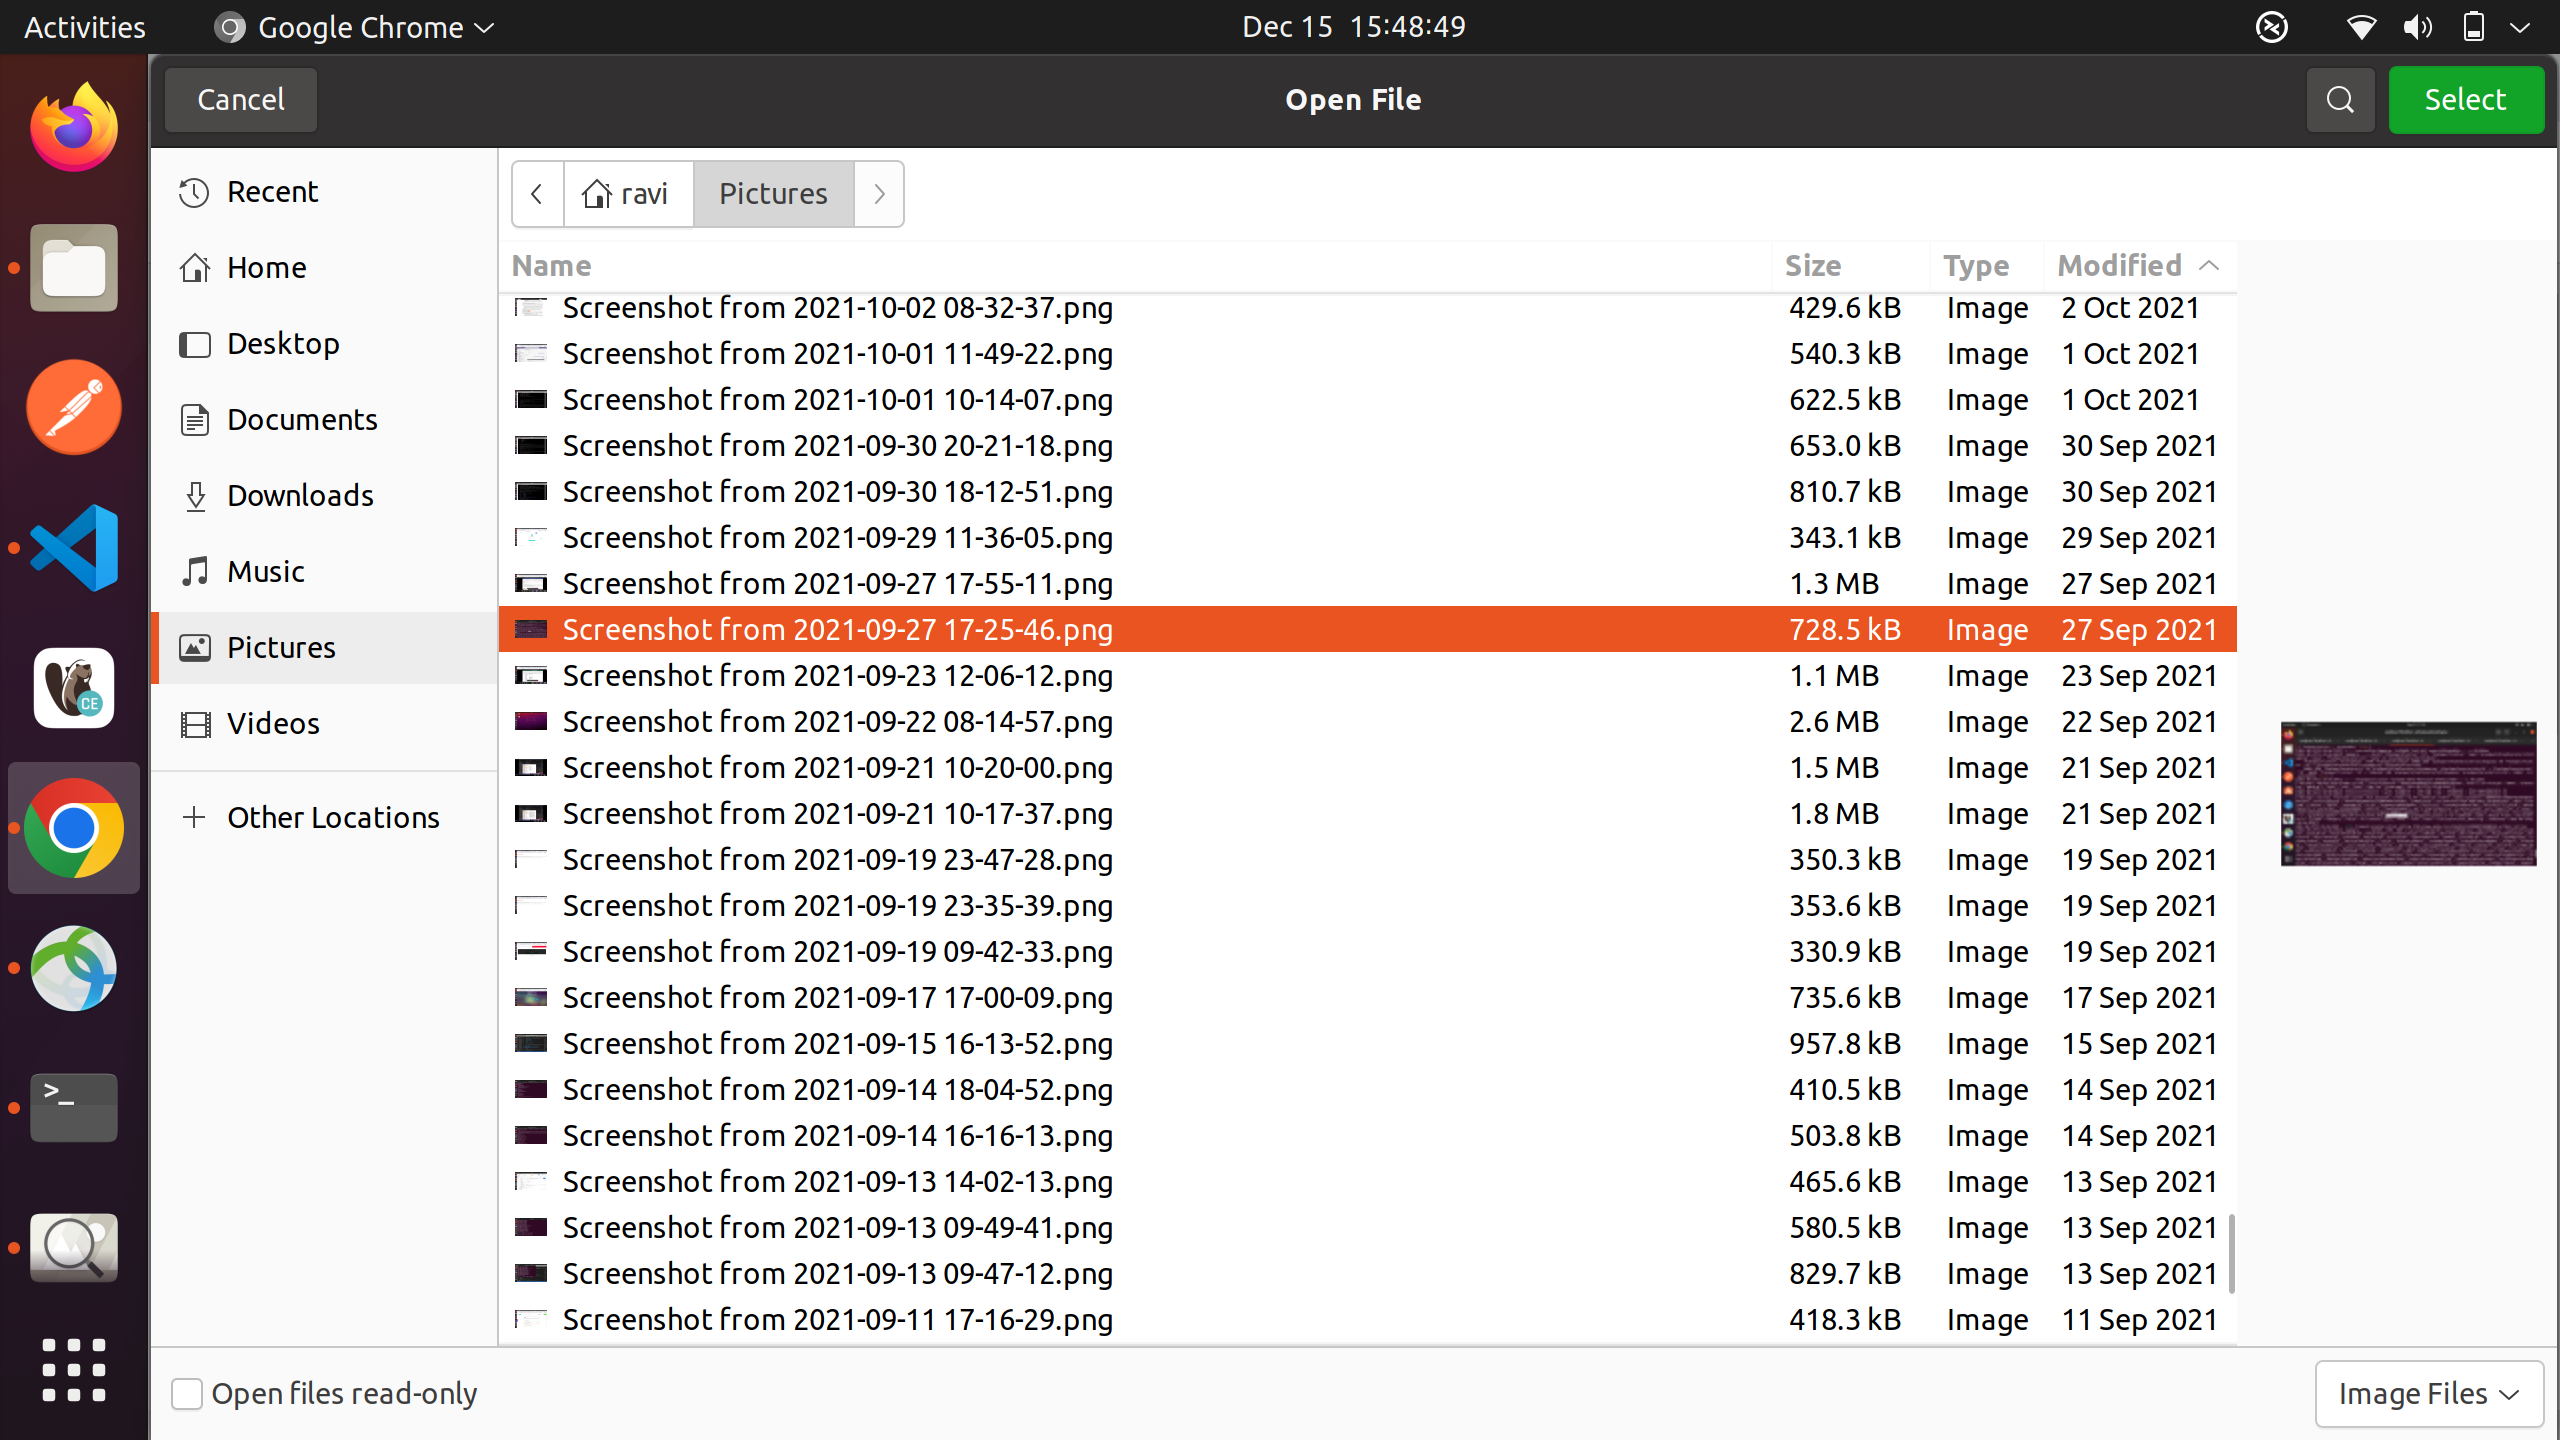 Activities Google Chrome Dec 15 15:48:49
Cancel Open File Select
Recent
Home
Desktop
Documents
Downloads
Music
Pictures
Videos
Other Locations
ravi Pictures
Name Size Type Modified
Screenshot from 2021-10-02 08-32-37.png 429.6 kB Image 2 Oct 2021
Screenshot from 2021-10-01 11-49-22.png 540.3 kB Image 1 Oct 2021
Screenshot from 2021-10-01 10-14-07.png 622.5 kB Image 1 Oct 2021
Screenshot from 2021-09-30 20-21-18.png 653.0 kB Image 30 Sep 2021
Screenshot from 2021-09-30 18-12-51.png 810.7 kB Image 30 Sep 2021
Screenshot from 2021-09-29 11-36-05.png 343.1 kB Image 29 Sep 2021
Screenshot from 2021-09-27 17-55-11.png 1.3 MB Image 27 Sep 2021
Screenshot from 2021-09-27 17-25-46.png 728.5 kB Image 27 Sep 2021
Screenshot from 2021-09-23 12-06-12.png 1.1 MB Image 23 Sep 2021
Screenshot from 2021-09-22 08-14-57.png 2.6 MB Image 22 Sep 2021
Screenshot from 2021-09-21 10-20-00.png 1.5 MB Image 21 Sep 2021
Screenshot from 2021-09-21 10-17-37.png 1.8 MB Image 21 Sep 2021
Screenshot from 2021-09-19 23-47-28.png 350.3 kB Image 19 Sep 2021
Screenshot from 2021-09-19 23-35-39.png 353.6 kB Image 19 Sep 2021
Screenshot from 2021-09-19 09-42-33.png 330.9 kB Image 19 Sep 2021
Screenshot from 2021-09-17 17-00-09.png 735.6 kB Image 17 Sep 2021
Screenshot from 2021-09-15 16-13-52.png 957.8 kB Image 15 Sep 2021
Screenshot from 2021-09-14 18-04-52.png 410.5 kB Image 14 Sep 2021
Screenshot from 2021-09-14 16-16-13.png 503.8 kB Image 14 Sep 2021
Screenshot from 2021-09-13 14-02-13.png 465.6 kB Image 13 Sep 2021
Screenshot from 2021-09-13 09-49-41.png 580.5 kB Image 13 Sep 2021
Screenshot from 2021-09-13 09-47-12.png 829.7 kB Image 13 Sep 2021
Screenshot from 2021-09-11 17-16-29.png 418.3 kB Image 11 Sep 2021
CE
>_
Open files read-only Image Files